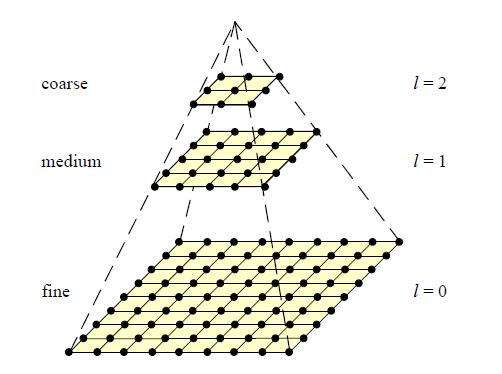 coarse l = 2
medium l = 1
fine l = 0